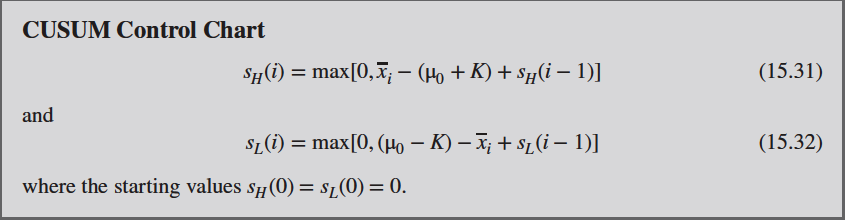 CUSUM Control Chart
s_H(i) = max[0, x̄_i − (μ_0 + K) + s_H(i − 1)] (15.31)
and
s_L(i) = max[0, (μ_0 − K) − x̄_i + s_L(i − 1)] (15.32)
where the starting values s_H(0) = s_L(0) = 0.